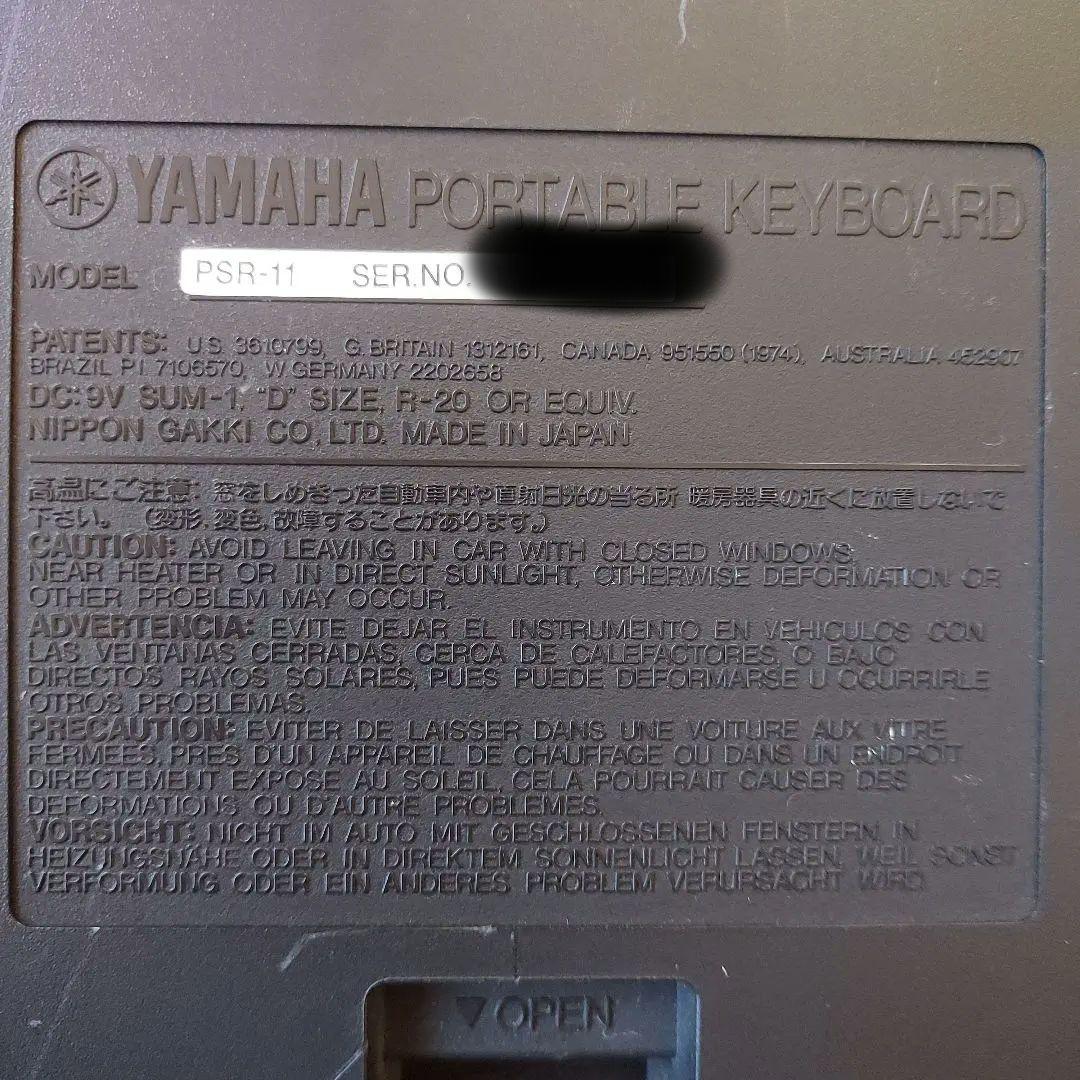 YAMAHA PORTABLE KEYBOARD
MODEL PSR-11 SER.NO.
PATENTS: U.S. 3610799, G.BRITAIN 1312161, CANADA 951550 (1974), AUSTRALIA 452907
BRAZIL P.I 7106570, W.GERMANY 2202658
DC: 9V SUM-1, "D" SIZE, R-20 OR EQUIV.
NIPPON GAKKI CO., LTD. MADE IN JAPAN
高温にご注意: 窓をしめきった自動車内や直射日光の当る所 暖房器具の近くに放置しないで
下さい。(変形、変色、故障することがあります。)
CAUTION: AVOID LEAVING IN CAR WITH CLOSED WINDOWS
NEAR HEATER OR IN DIRECT SUNLIGHT, OTHERWISE DEFORMATION OR
OTHER PROBLEM MAY OCCUR.
ADVERTENCIA: EVITE DEJAR EL INSTRUMENTO EN VEHICULOS CON
LAS VENTANAS CERRADAS, CERCA DE CALEFACTORES, O BAJO
DIRECTOS RAYOS SOLARES, PUES PUEDE DEFORMARSE U OCURRIRLE
OTROS PROBLEMAS.
PRECAUTION: EVITER DE LAISSER DANS UNE VOITURE AUX VITRE
FERMEES, PRES D'UN APPAREIL DE CHAUFFAGE OU DANS UN ENDROIT
DIRECTEMENT EXPOSE AU SOLEIL, CELA POURRAIT CAUSER DES
DEFORMATIONS OU D'AUTRE PROBLEMES.
VORSICHT: NICHT IM AUTO MIT GESCHLOSSENEN FENSTERN, IN
HEIZUNGSNAHE ODER IN DIREKTEM SONNENLICHT LASSEN, WEIL SONST
VERFORMUNG ODER EIN ANDERES PROBLEM VERURSACHT WIRD.
▼OPEN